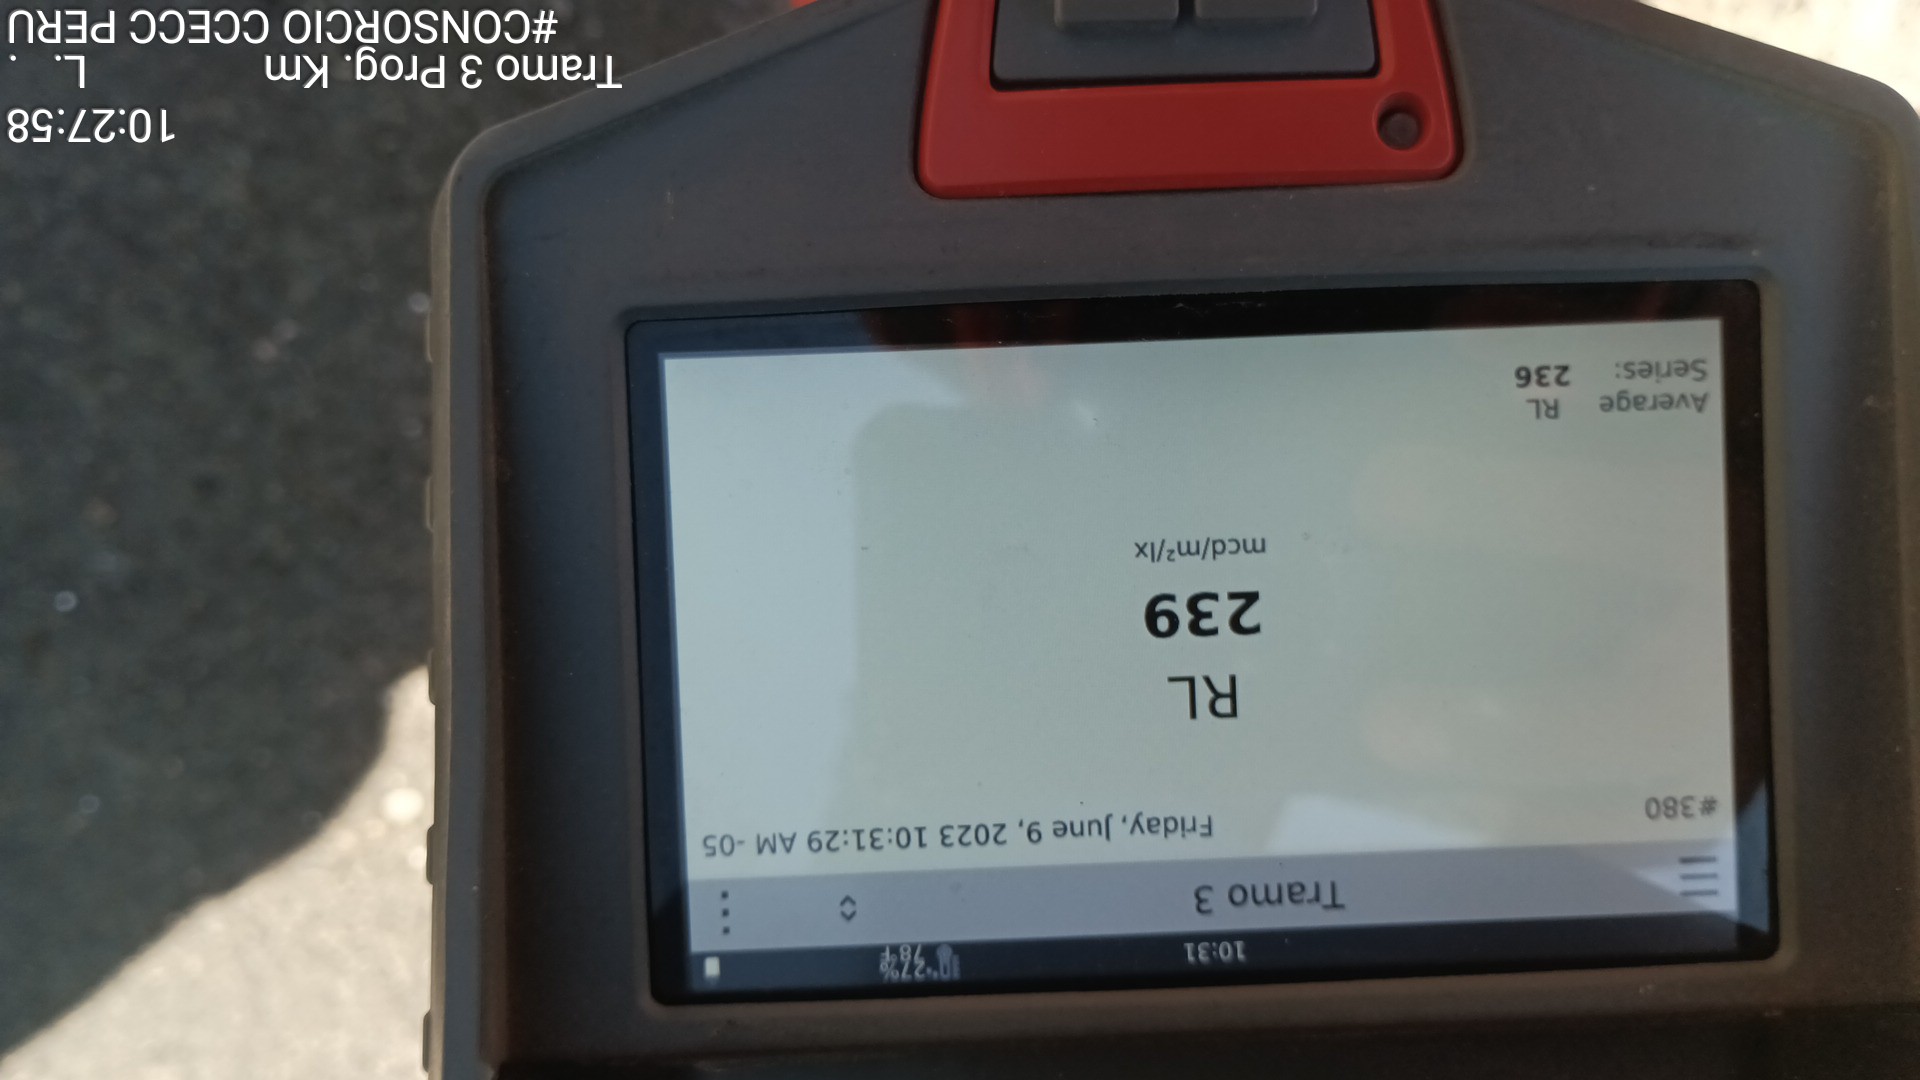 10:31
27%
78°F
Tramo 3
Friday, June 9, 2023 10:31:29 AM -05
#380
RL
239
mcd/m²/lx
Average RL
Series: 236
10:27:58
Tramo 3 Prog. Km L. .
#CONSORCIO CCECC PERU